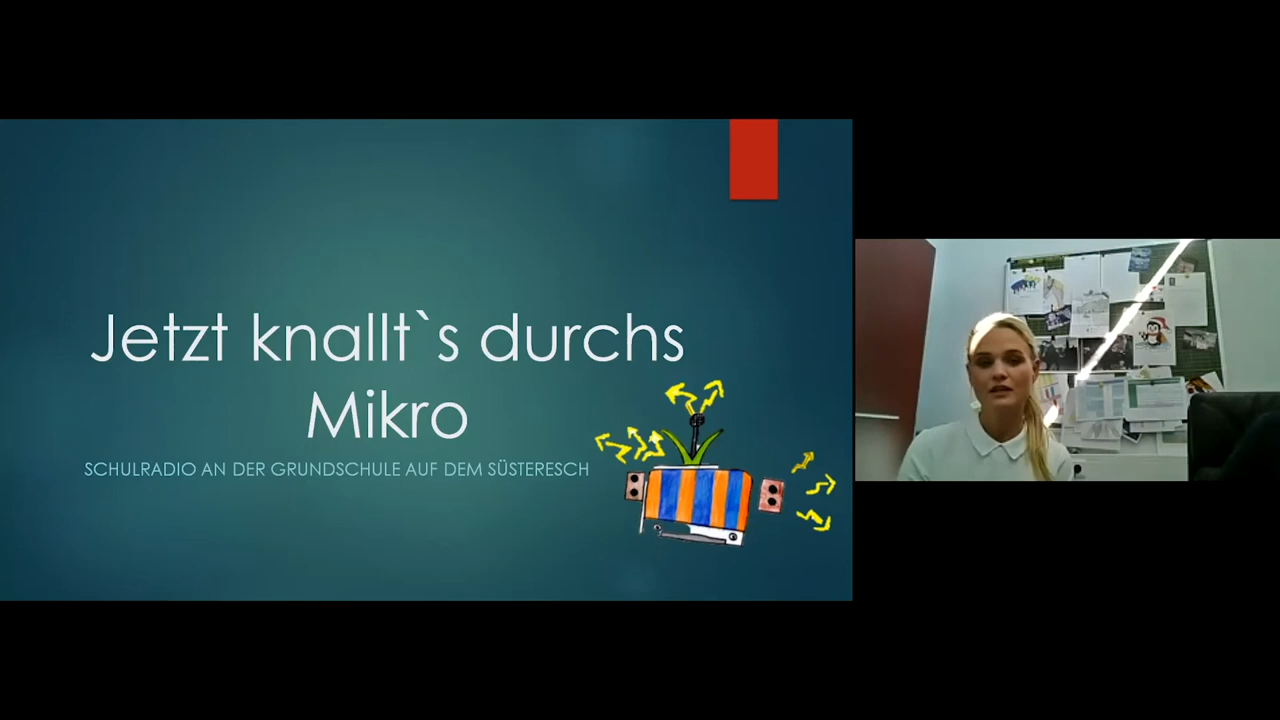 Jetzt knallt`s durchs
Mikro
SCHULRADIO AN DER GRUNDSCHULE AUF DEM SÜSTERESCH